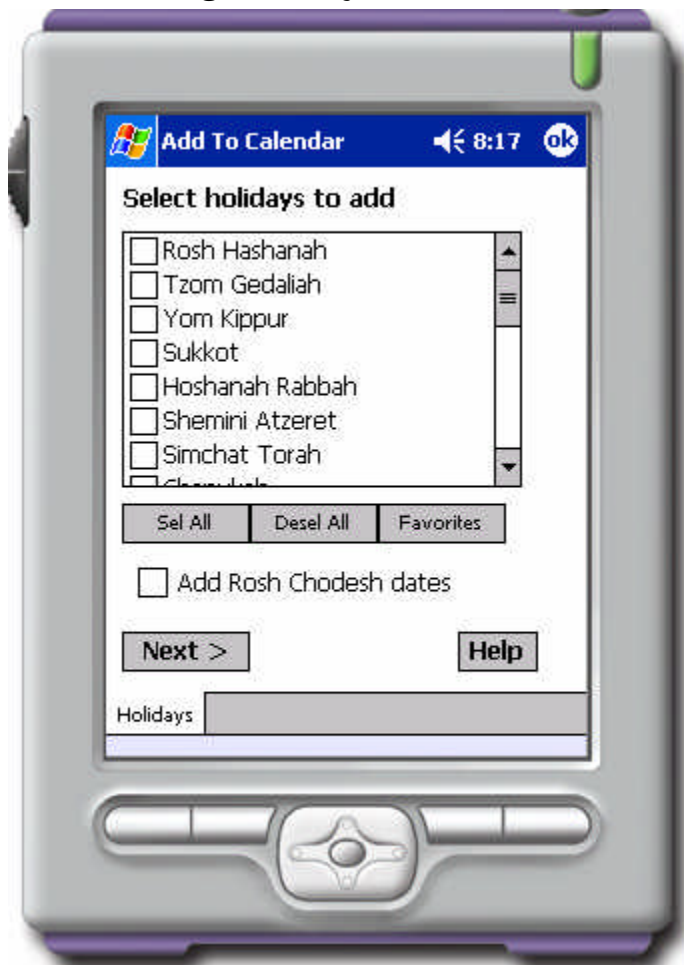 Add To Calendar 8:17 ok
Select holidays to add
Rosh Hashanah
Tzom Gedaliah
Yom Kippur
Sukkot
Hoshanah Rabbah
Shemini Atzeret
Simchat Torah
Sel All Desel All Favorites
Add Rosh Chodesh dates
Next > Help
Holidays